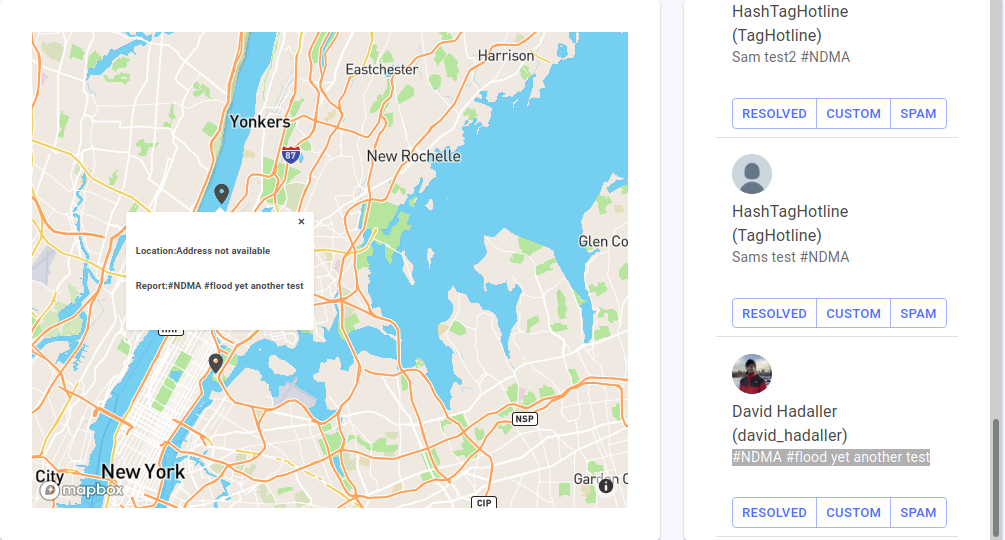 Harrison
Eastchester
Yonkers
87
New Rochelle
×
Location:Address not available
Glen Co
Report:#NDMA #flood yet another test
NSP
New York
City
mapbox
CIP
HashTagHotline
(TagHotline)
Sam test2 #NDMA
RESOLVED CUSTOM SPAM
HashTagHotline
(TagHotline)
Sams test #NDMA
RESOLVED CUSTOM SPAM
David Hadaller
(david_hadaller)
#NDMA #flood yet another test
RESOLVED CUSTOM SPAM